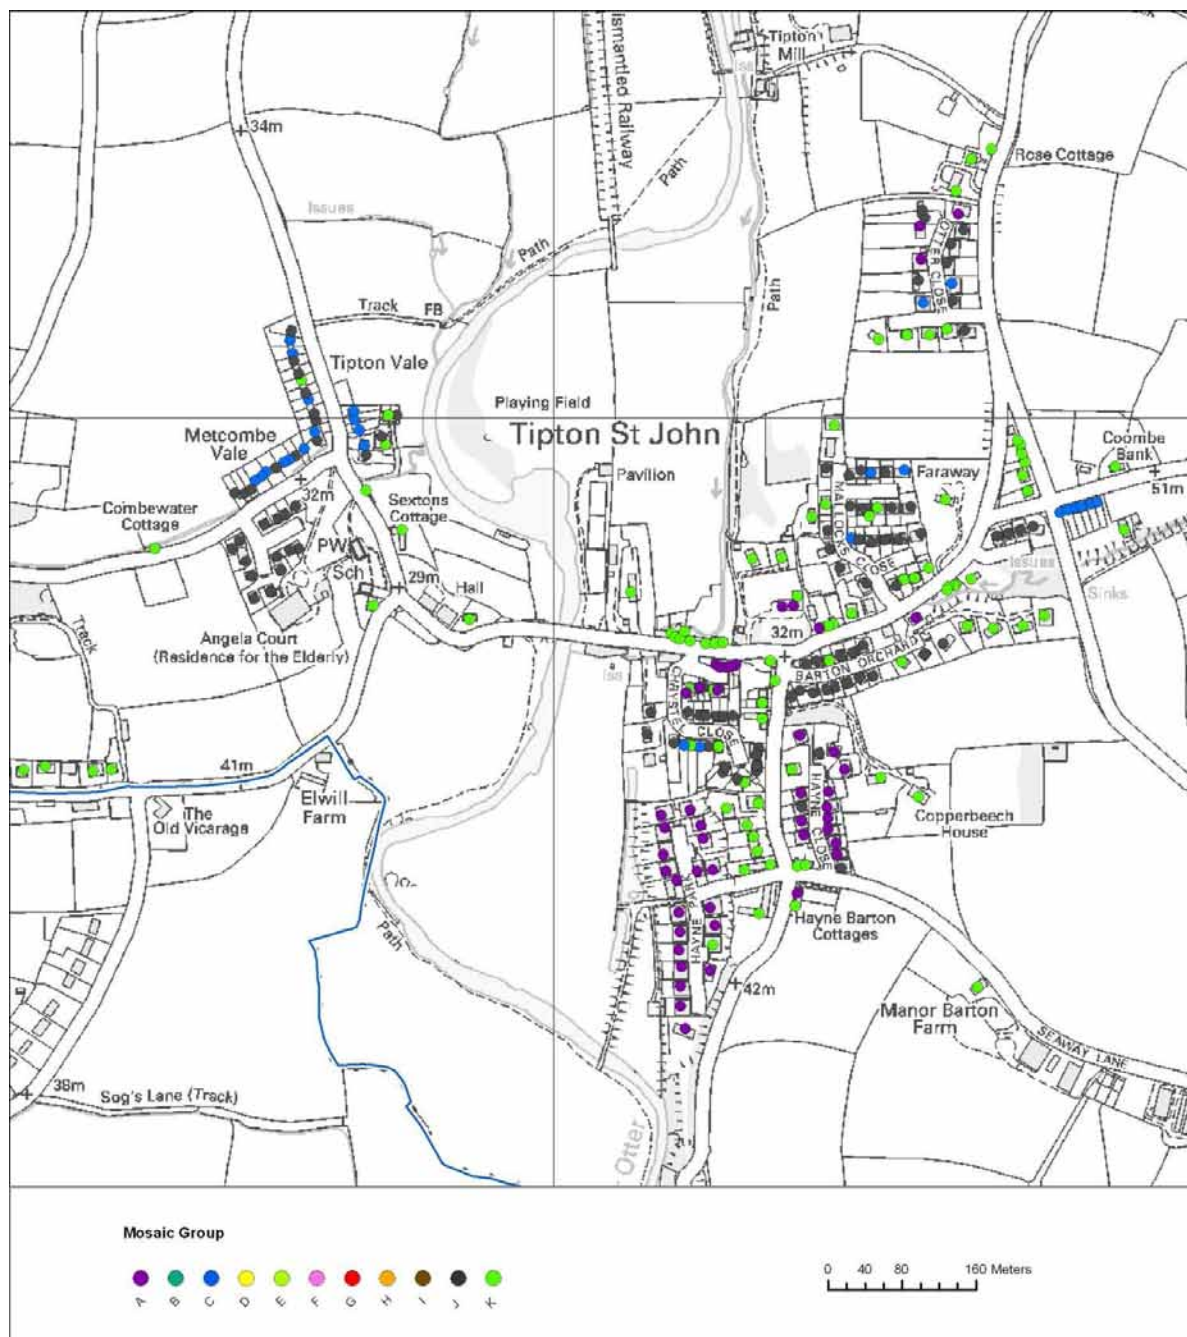 Tipton
Mill
Iss
Dismantled Railway
34m
Path
Rose Cottage
Issues
Path
OTTER CLOSE
Path
Track
FB
Tipton Vale
Playing Field
Tipton St John
Metcombe
Vale
Pavilion
Faraway
Coombe
Bank
51m
32m
Sextons
Cottage
Coombewater
Cottage
MALLOCKS CLOSE
PW
Sch
29m
Hall
Issues
Sinks
Track
Angela Court
(Residence for the Elderly)
32m
BARTON ORCHARD
Iss
CHRYSTEL CLOSE
41m
Elwill
Farm
The
Old Vicarage
HAYNE CLOSE
Copperbeech
House
Path
HAYNE
Hayne Barton
Cottages
42m
Manor Barton
Farm
SEAWAY LANE
38m
Sog's Lane (Track)
Otter
Mosaic Group
A B C D E F G H I J K
0 40 80 160 Meters